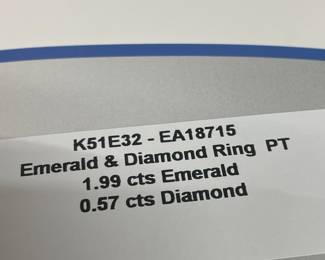 K51E32 - EA18715
Emerald & Diamond Ring PT
1.99 cts Emerald
0.57 cts Diamond